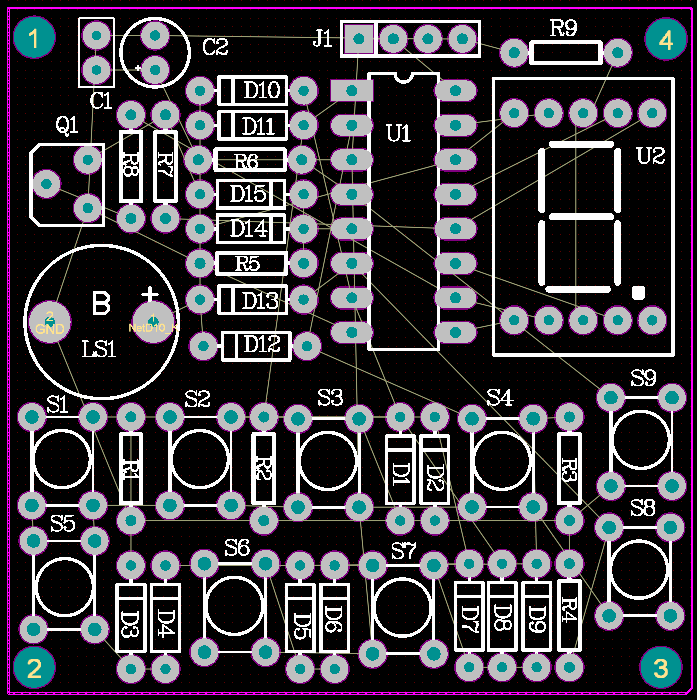 1
C2
J1
R9
4
C1
D10
Q1
D11
U1
R8
R7
R6
U2
D15
D14
R5
B
+
D13
2
GND
1
NetD10_K
LS1
D12
S1
S2
S3
S4
S9
R1
R2
D1
D2
R3
S5
S6
S7
S8
D3
D4
D5
D6
D7
D8
D9
R4
2
3